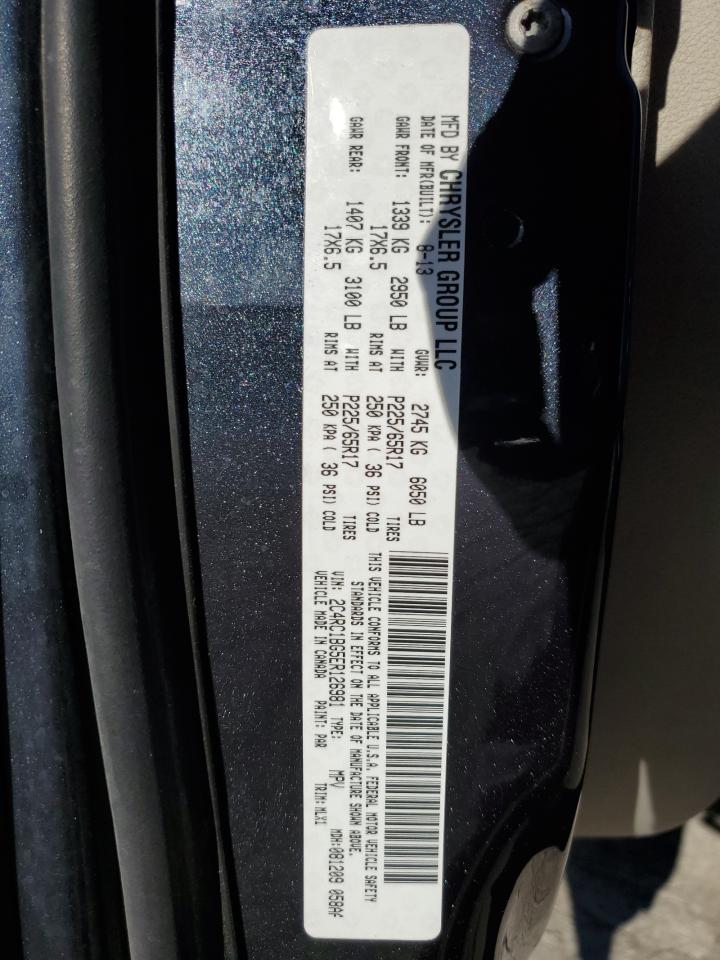 MFD BY CHRYSLER GROUP LLC
DATE OF MFR(BUILT): 8-13 GVWR: 2745 KG 6050 LB
GAWR FRONT: 1339 KG 2950 LB WITH P225/65R17 TIRES
17X6.5 RIMS AT 250 KPA ( 36 PSI) COLD
GAWR REAR: 1407 KG 3100 LB WITH P225/65R17 TIRES
17X6.5 RIMS AT 250 KPA ( 36 PSI) COLD
THIS VEHICLE CONFORMS TO ALL APPLICABLE U.S.A. FEDERAL MOTOR VEHICLE SAFETY
STANDARDS IN EFFECT ON THE DATE OF MANUFACTURE SHOWN ABOVE.
VIN: 2C4RC1BG5ER126981 TYPE: MPV MDH:081209 058AF
VEHICLE MADE IN CANADA PAINT: PAR TRIM:MLX1